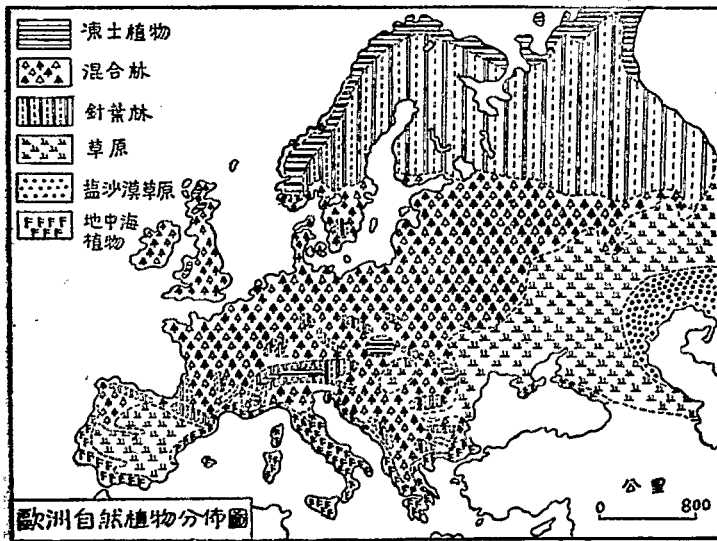 凍土植物
混合林
針葉林
草原
盐沙漠草原
地中海
植物
公里
0 800
歐洲自然植物分佈圖